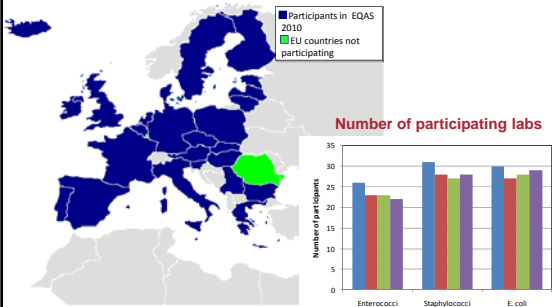 Participants in EQAS
2010
EU countries not
participating
Number of participating labs
35
30
25
20
15
10
5
0
Number of participants
Enterococci Staphylococci E. coli